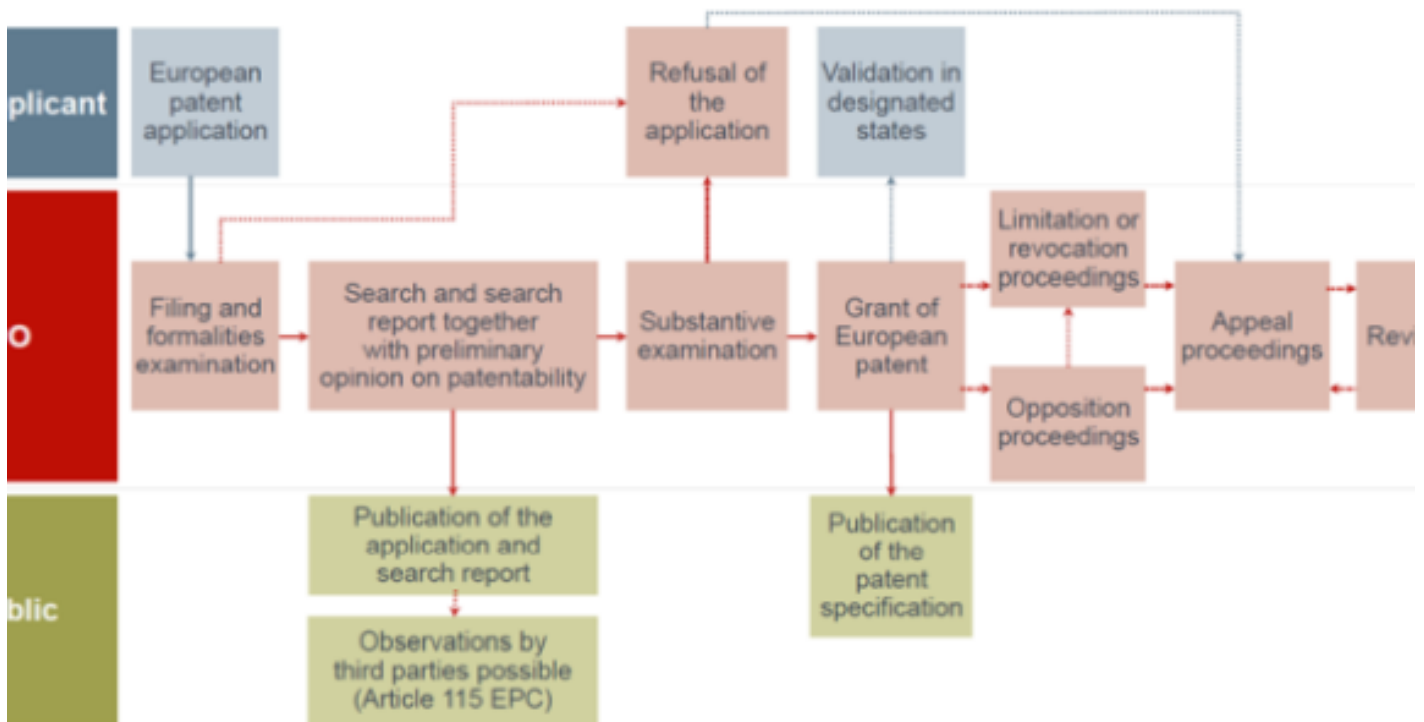 European
patent
application
Refusal of
the
application
Validation in
designated
states
plicant
Limitation or
revocation
proceedings
Filing and
formalities
examination
Search and search
report together
with preliminary
opinion on patentability
Substantive
examination
Grant of
European
patent
Appeal
proceedings
Revi
O
Opposition
proceedings
Publication of the
application and
search report
Publication
of the
patent
specification
blic
Observations by
third parties possible
(Article 115 EPC)